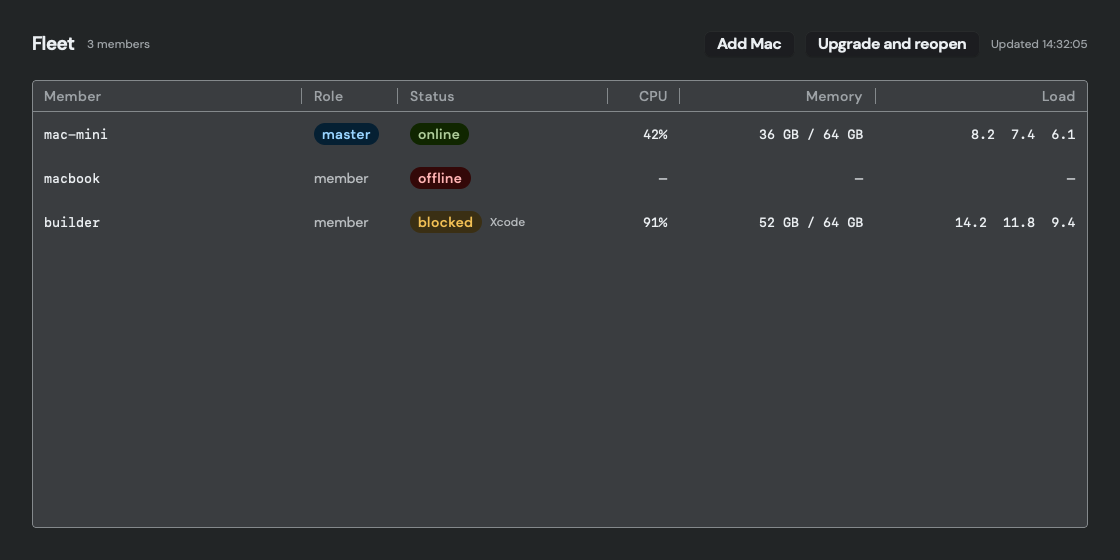 Fleet 3 members Add Mac Upgrade and reopen Updated 14:32:05
Member Role Status CPU Memory Load
mac-mini master online 42% 36 GB / 64 GB 8.2 7.4 6.1
macbook member offline — — —
builder member blocked Xcode 91% 52 GB / 64 GB 14.2 11.8 9.4